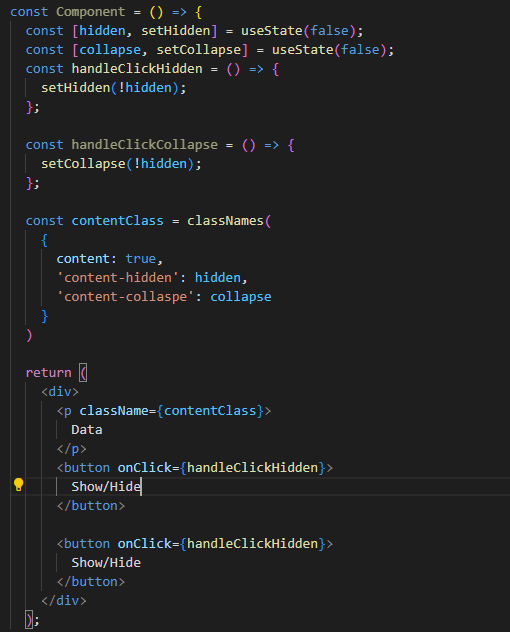 const Component = () => {
  const [hidden, setHidden] = useState(false);
  const [collapse, setCollapse] = useState(false);
  const handleClickHidden = () => {
    setHidden(!hidden);
  };

  const handleClickCollapse = () => {
    setCollapse(!hidden);
  };

  const contentClass = classNames(
    {
      content: true,
      'content-hidden': hidden,
      'content-collaspe': collapse
    }
  )

  return (
    <div>
      <p className={contentClass}>
        Data
      </p>
      <button onClick={handleClickHidden}>
        Show/Hide
      </button>

      <button onClick={handleClickHidden}>
        Show/Hide
      </button>
    </div>
  );